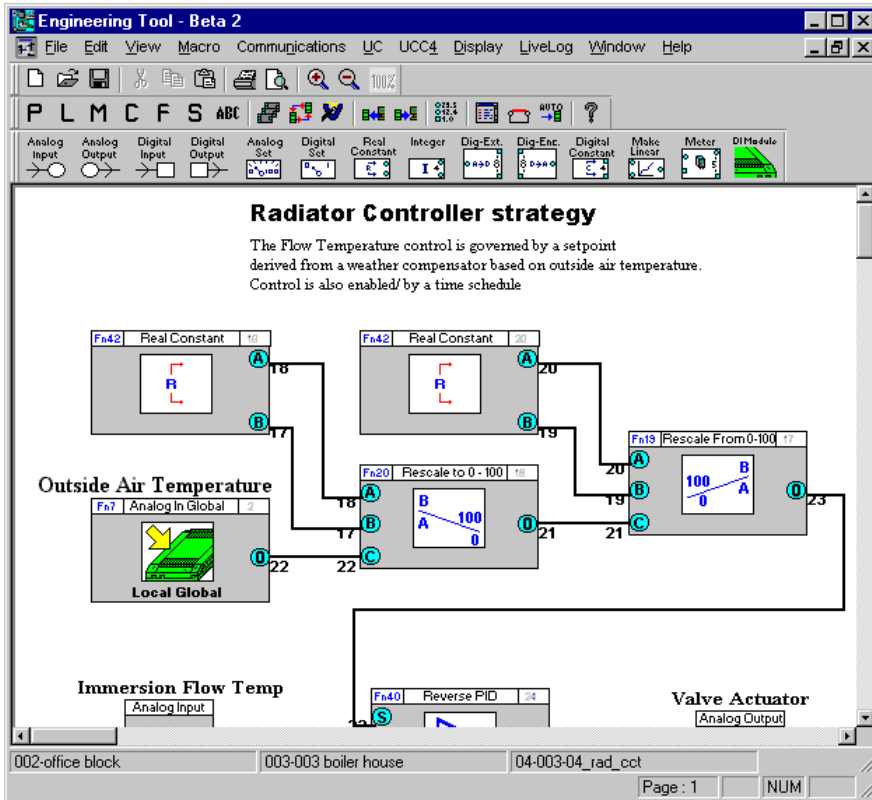 Engineering Tool - Beta 2
File Edit View Macro Communications UC UCC4 Display LiveLog Window Help
100%
P L M C F S ABC AUTO ?
Analog Input Analog Output Digital Input Digital Output Analog Set Digital Set Real Constant Integer Dig-Ext. Dig-Enc. Digital Constant Make Linear Meter DI Module
Radiator Controller strategy
The Flow Temperature control is governed by a setpoint
derived from a weather compensator based on outside air temperature.
Control is also enabled/ by a time schedule
Fn42 Real Constant 19
R
A 18
B 17
Fn42 Real Constant 20
R
A 20
B 19
Fn19 Rescale From 0-100 17
20 A
19 B
21 C
100 B
0 A
O 23
Outside Air Temperature
Fn7 Analog In Global 2
O 22
Local Global
Fn20 Rescale to 0 - 100 18
18 A
17 B
22 C
B 100
A 0
O 21
Immersion Flow Temp
Analog Input
Fn40 Reverse PID 24
S
Valve Actuator
Analog Output
002-office block 003-003 boiler house 04-003-04_rad_cct
Page : 1 NUM